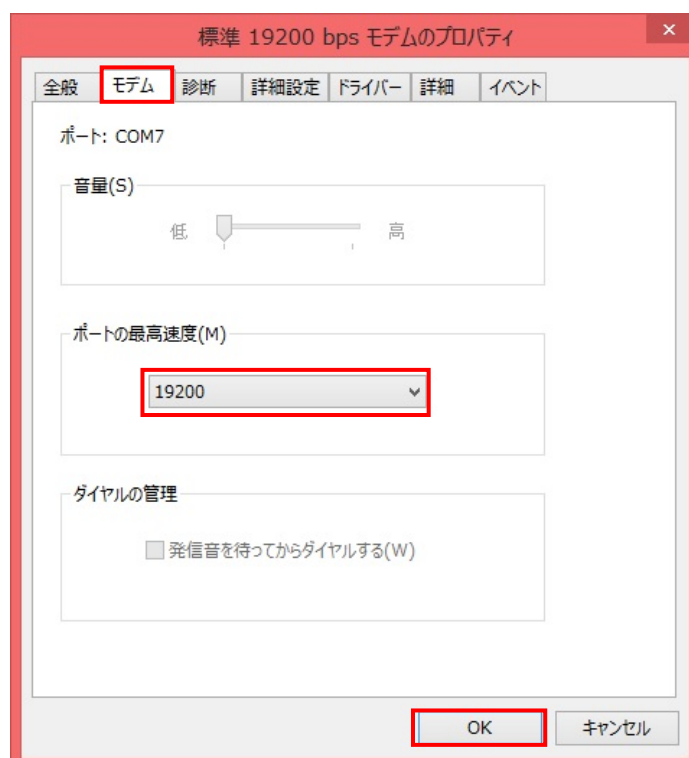 標準 19200 bps モデムのプロパティ
×
全般 モデム 診断 詳細設定 ドライバー 詳細 イベント
ポート: COM7
音量(S)
低 高
ポートの最高速度(M)
19200
ダイヤルの管理
発信音を待ってからダイヤルする(W)
OK キャンセル